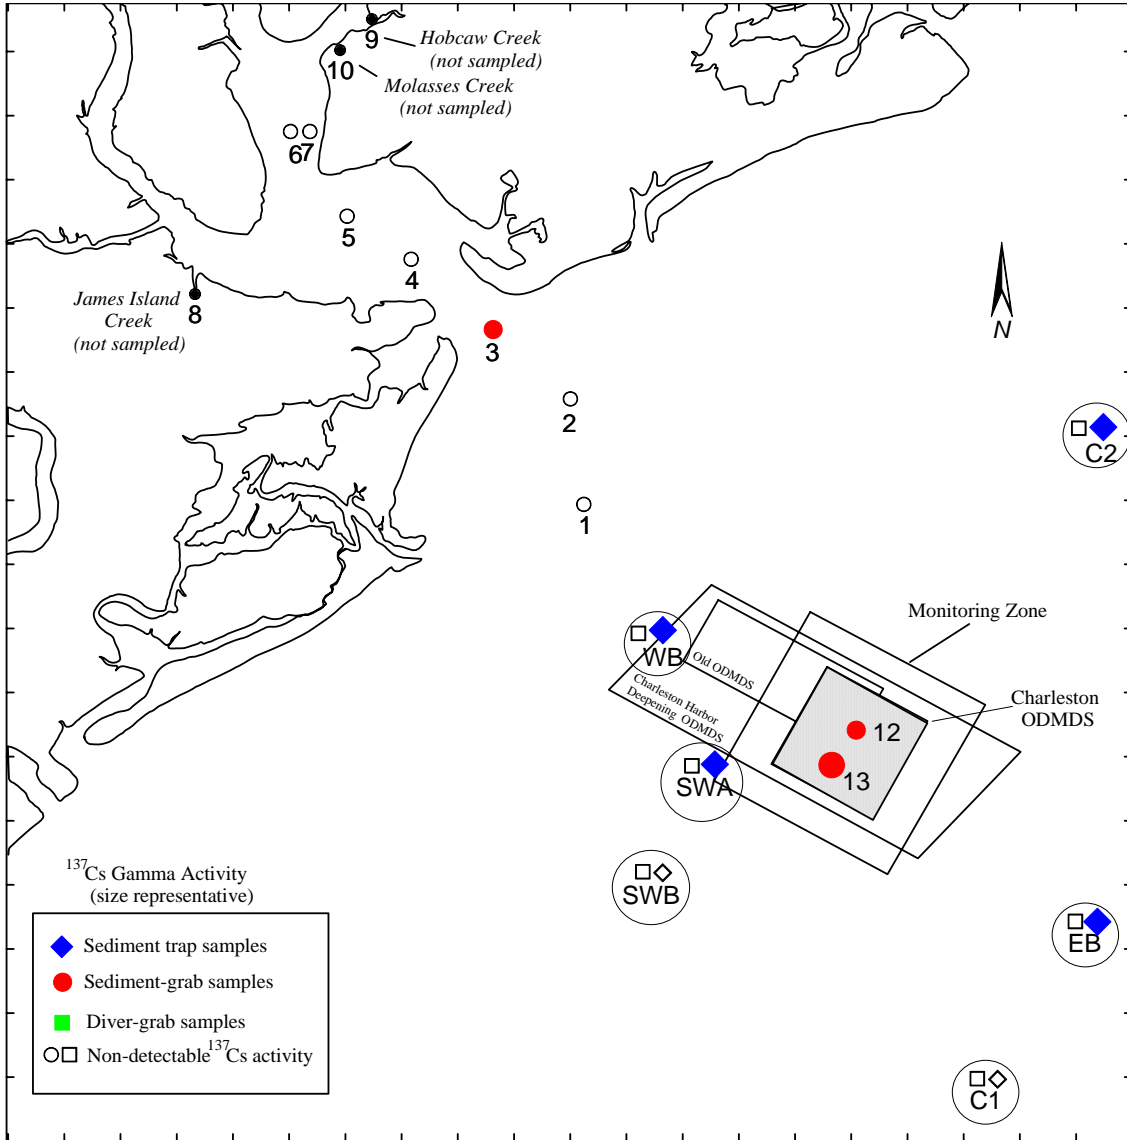 9
Hobcaw Creek
(not sampled)
10
Molasses Creek
(not sampled)
6
7
5
4
James Island
Creek
(not sampled)
8
3
N
2
C2
1
Monitoring Zone
WB
Old ODMDS
Charleston Harbor
Deepening ODMDS
Charleston
ODMDS
12
13
SWA
SWB
EB
C1
137Cs Gamma Activity
(size representative)
Sediment trap samples
Sediment-grab samples
Diver-grab samples
Non-detectable 137Cs activity